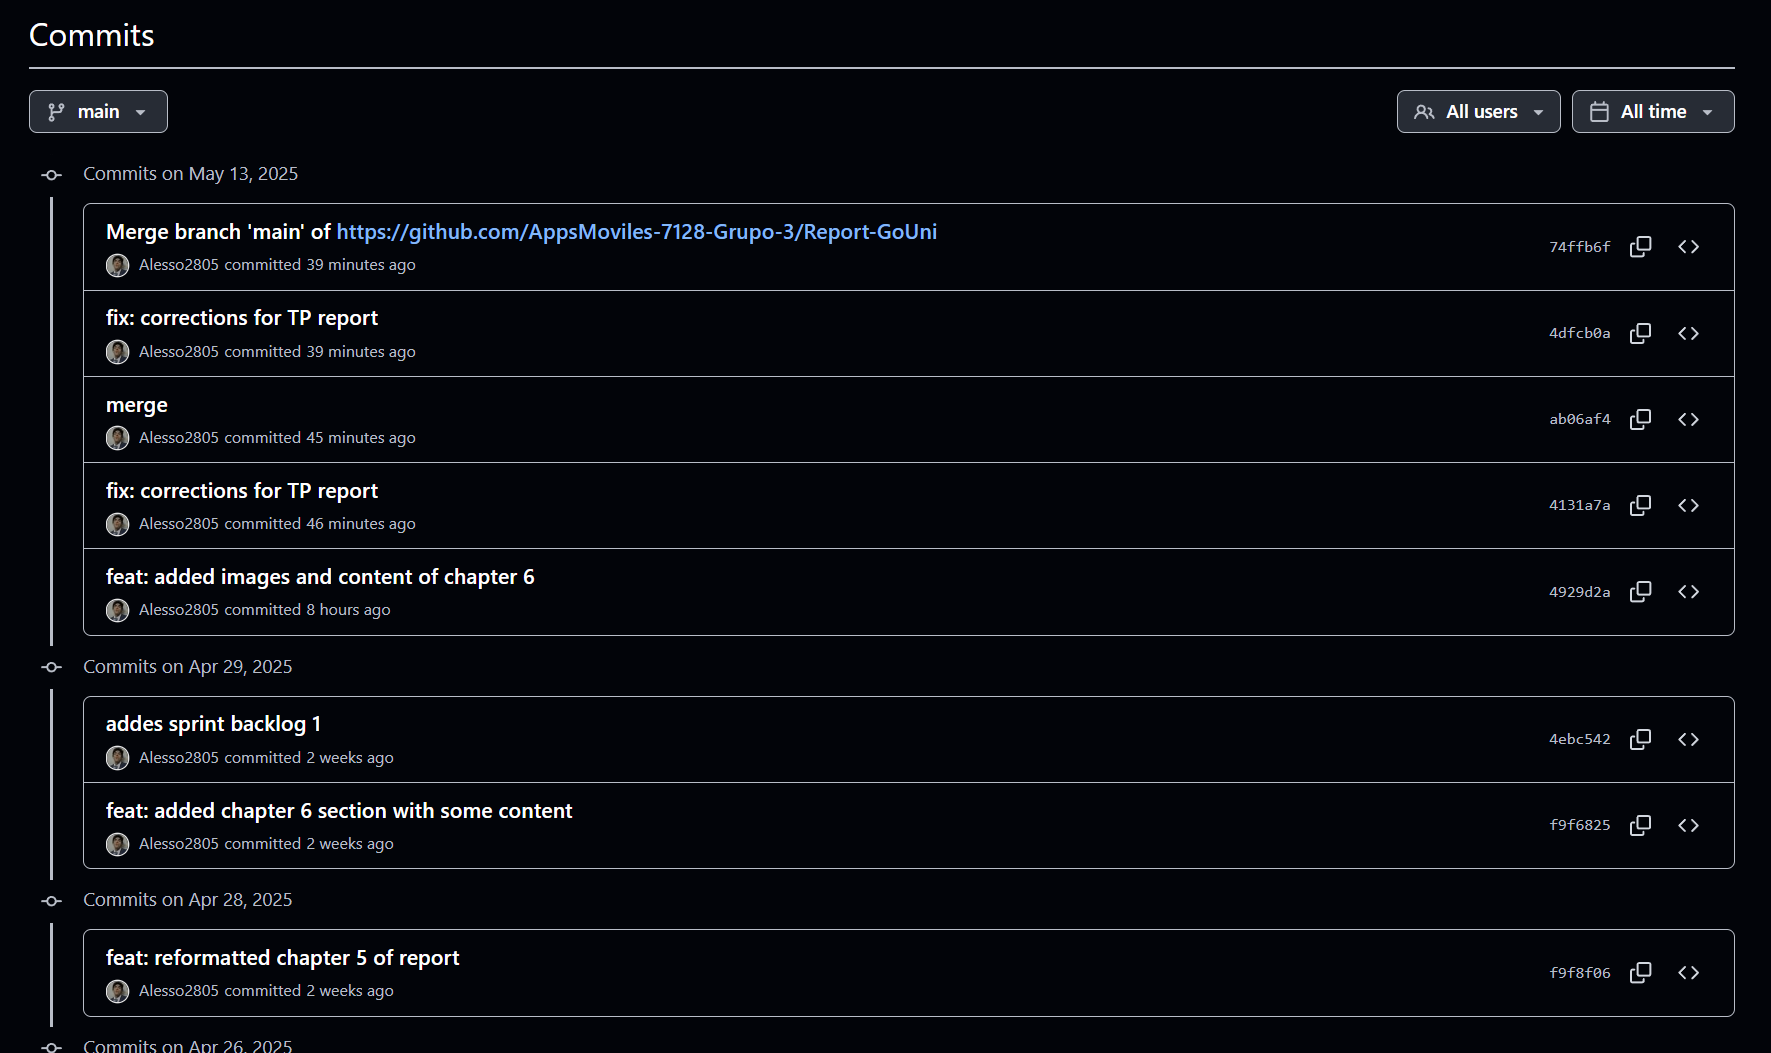 Commits
main
All users
All time
Commits on May 13, 2025
Merge branch 'main' of https://github.com/AppsMoviles-7128-Grupo-3/Report-GoUni
Alesso2805 committed 39 minutes ago
74ffb6f
fix: corrections for TP report
Alesso2805 committed 39 minutes ago
4dfcb0a
merge
Alesso2805 committed 45 minutes ago
ab06af4
fix: corrections for TP report
Alesso2805 committed 46 minutes ago
4131a7a
feat: added images and content of chapter 6
Alesso2805 committed 8 hours ago
4929d2a
Commits on Apr 29, 2025
addes sprint backlog 1
Alesso2805 committed 2 weeks ago
4ebc542
feat: added chapter 6 section with some content
Alesso2805 committed 2 weeks ago
f9f6825
Commits on Apr 28, 2025
feat: reformatted chapter 5 of report
Alesso2805 committed 2 weeks ago
f9f8f06
Commits on Apr 26, 2025